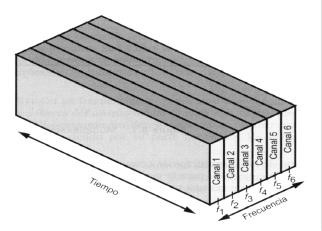 Canal 1
Canal 2
Canal 3
Canal 4
Canal 5
Canal 6
f1
f2
f3
f4
f5
f6
Tiempo
Frecuencia